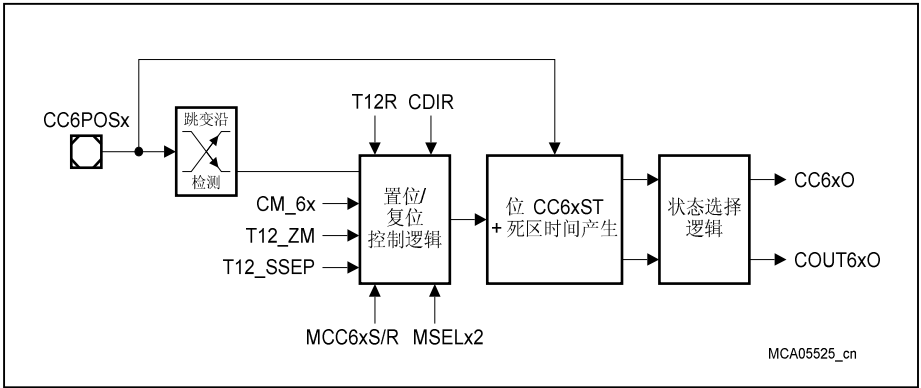 T12R CDIR
CC6POSx
跳变沿
检测
CM_6x
T12_ZM
T12_SSEP
置位/
复位
控制逻辑
MCC6xS/R MSELx2
位 CC6xST
+ 死区时间产生
状态选择
逻辑
CC6xO
COUT6xO
MCA05525_cn